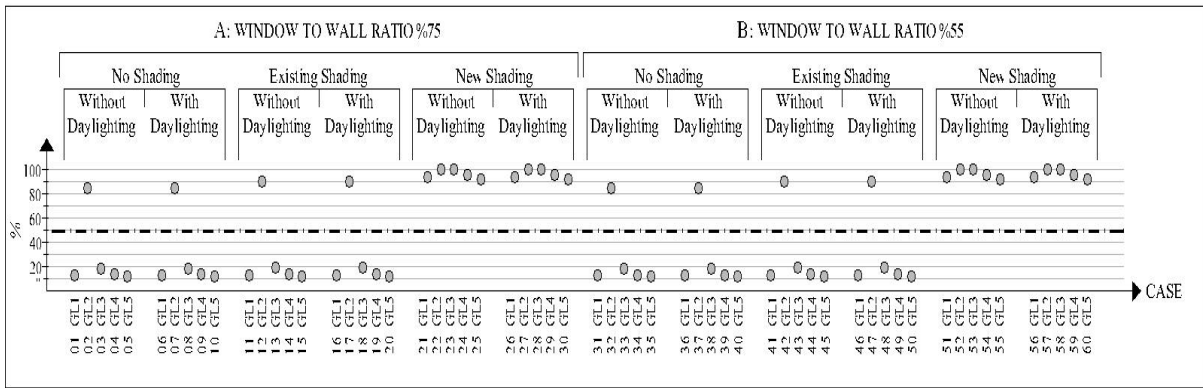 A: WINDOW TO WALL RATIO %75 B: WINDOW TO WALL RATIO %55
No Shading Existing Shading New Shading No Shading Existing Shading New Shading
Without With Without With Without With Without With Without With Without With
Daylighting Daylighting Daylighting Daylighting Daylighting Daylighting Daylighting Daylighting Daylighting Daylighting Daylighting Daylighting
100
80
60
%
40
20
CASE
01 GL1
02 GL2
03 GL3
04 GL4
05 GL5
06 GL1
07 GL2
08 GL3
09 GL4
10 GL5
11 GL1
12 GL2
13 GL3
14 GL4
15 GL5
16 GL1
17 GL2
18 GL3
19 GL4
20 GL5
21 GL1
22 GL2
23 GL3
24 GL4
25 GL5
26 GL1
27 GL2
28 GL3
29 GL4
30 GL5
31 GL1
32 GL2
33 GL3
34 GL4
35 GL5
36 GL1
37 GL2
38 GL3
39 GL4
40 GL5
41 GL1
42 GL2
43 GL3
44 GL4
45 GL5
46 GL1
47 GL2
48 GL3
49 GL4
50 GL5
51 GL1
52 GL2
53 GL3
54 GL4
55 GL5
56 GL1
57 GL2
58 GL3
59 GL4
60 GL5